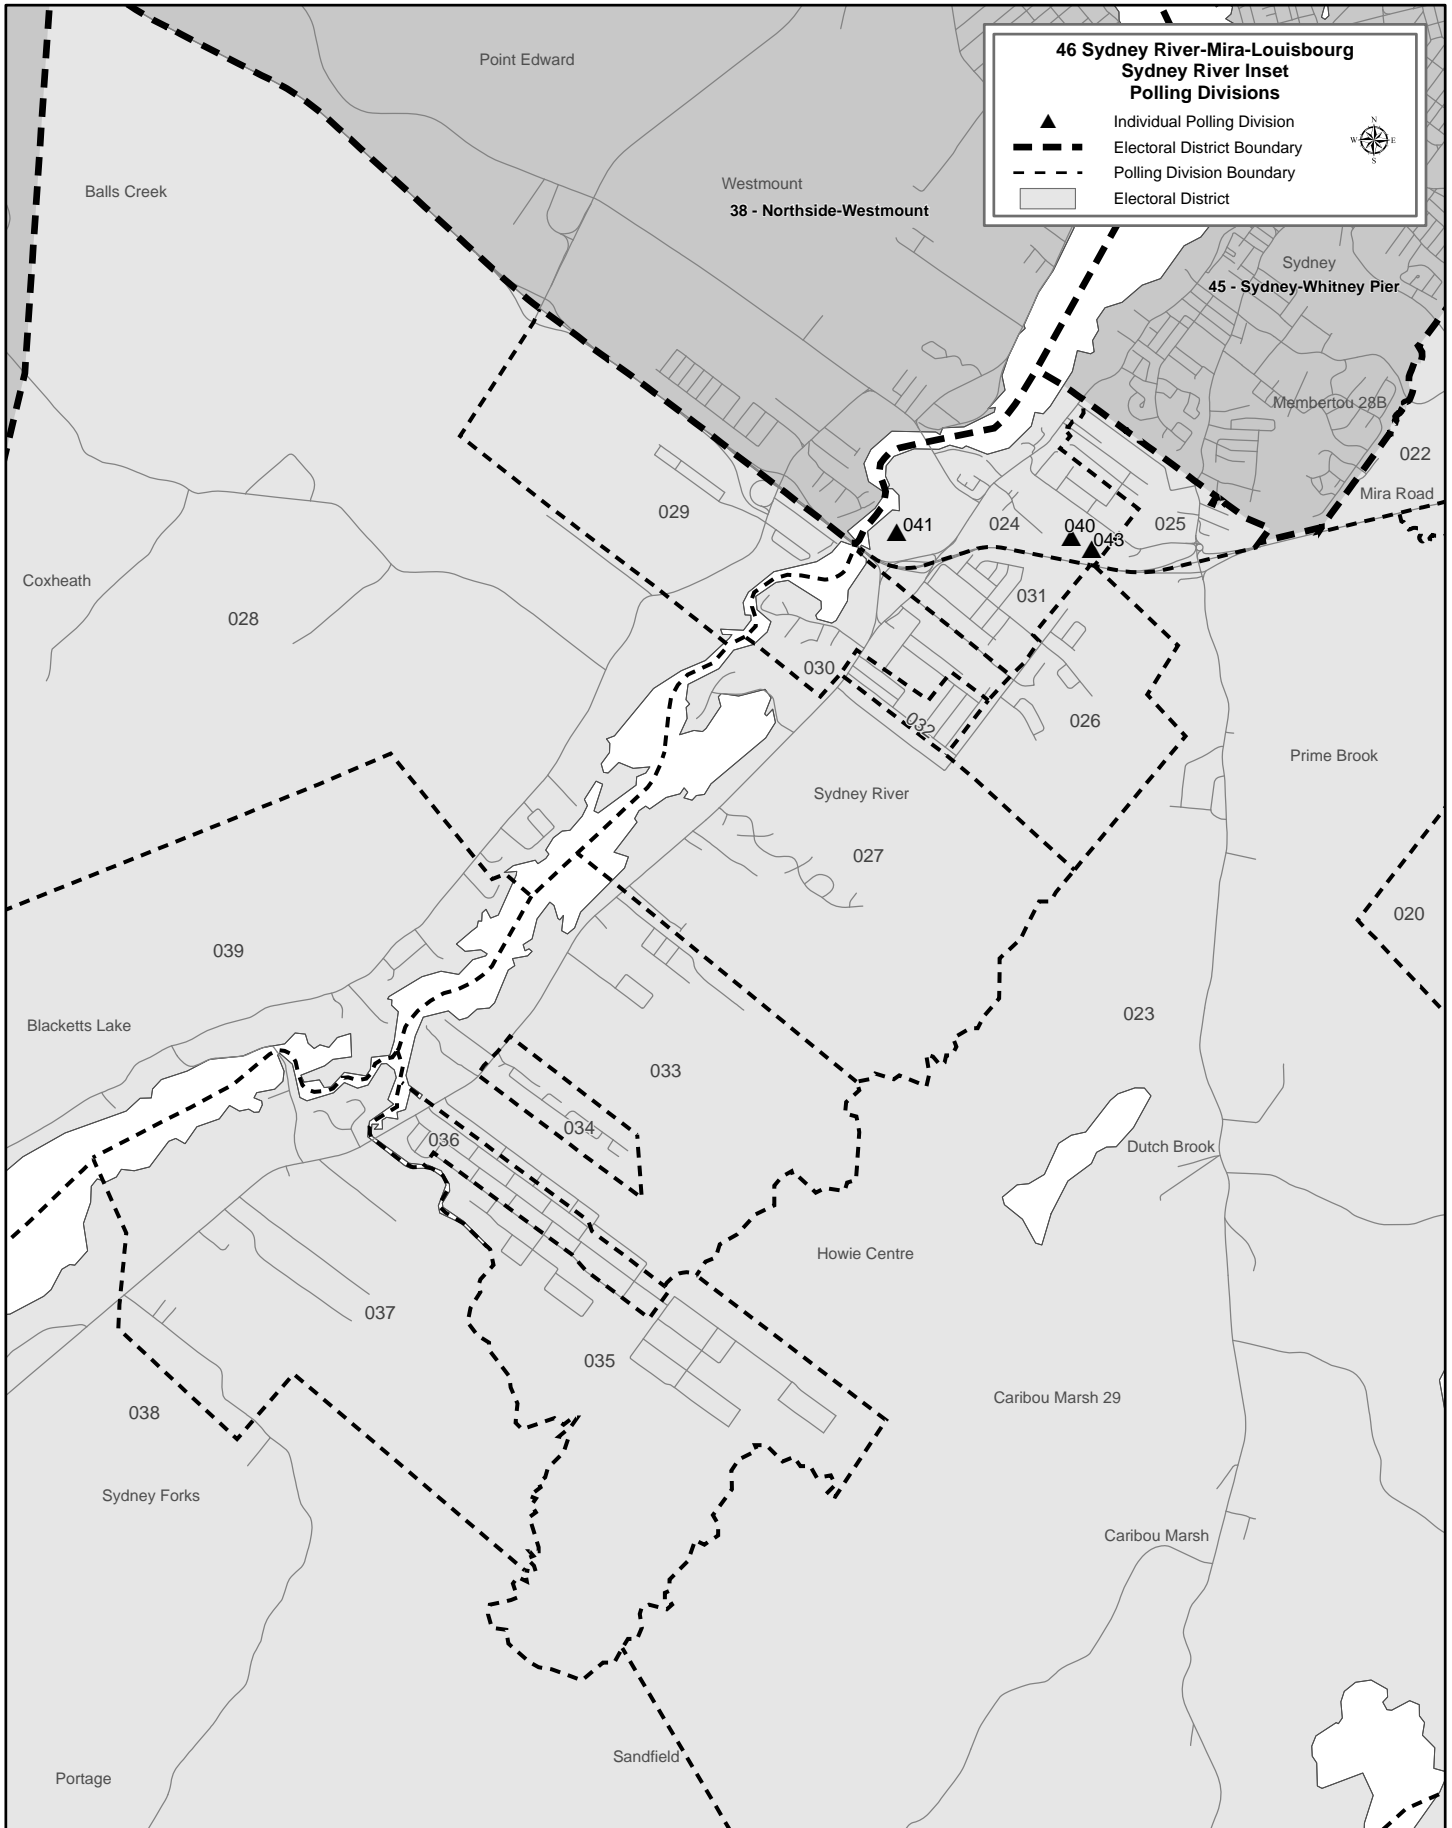 46 Sydney River-Mira-Louisbourg
Sydney River Inset
Polling Divisions
Individual Polling Division
Electoral District Boundary
Polling Division Boundary
Electoral District
N
W E
S
Point Edward
Balls Creek
Westmount
38 - Northside-Westmount
Sydney
45 - Sydney-Whitney Pier
Membertou 28B
022
Mira Road
029
041
024
040
025
043
Coxheath
028
031
030
032
026
Prime Brook
Sydney River
027
020
039
023
Blacketts Lake
033
034
036
Dutch Brook
Howie Centre
037
035
Caribou Marsh 29
038
Sydney Forks
Caribou Marsh
Sandfield
Portage